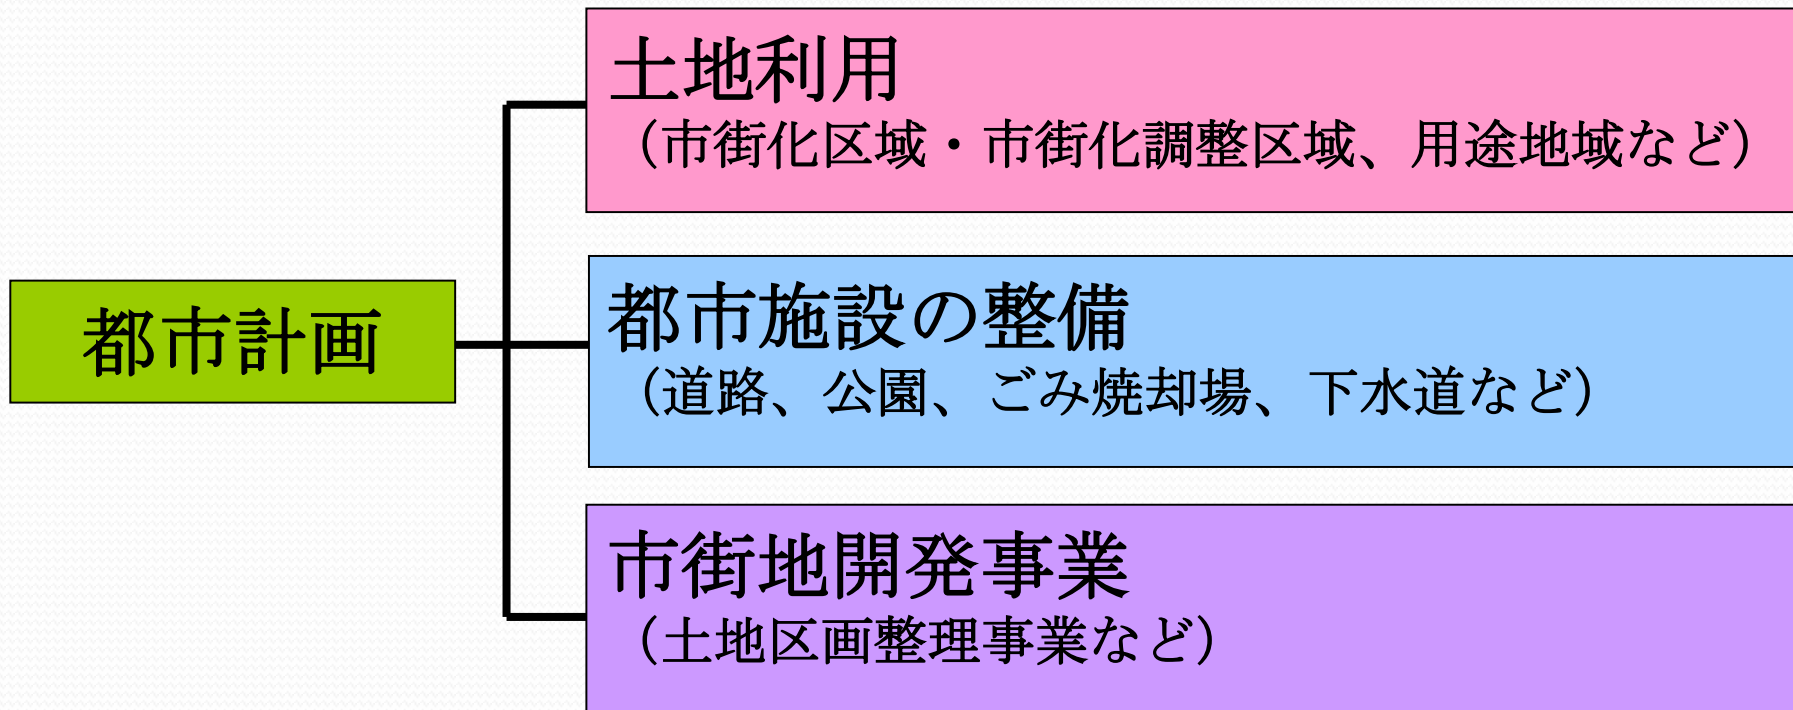 土地利用
（市街化区域・市街化調整区域、用途地域など）
都市計画
都市施設の整備
（道路、公園、ごみ焼却場、下水道など）
市街地開発事業
（土地区画整理事業など）